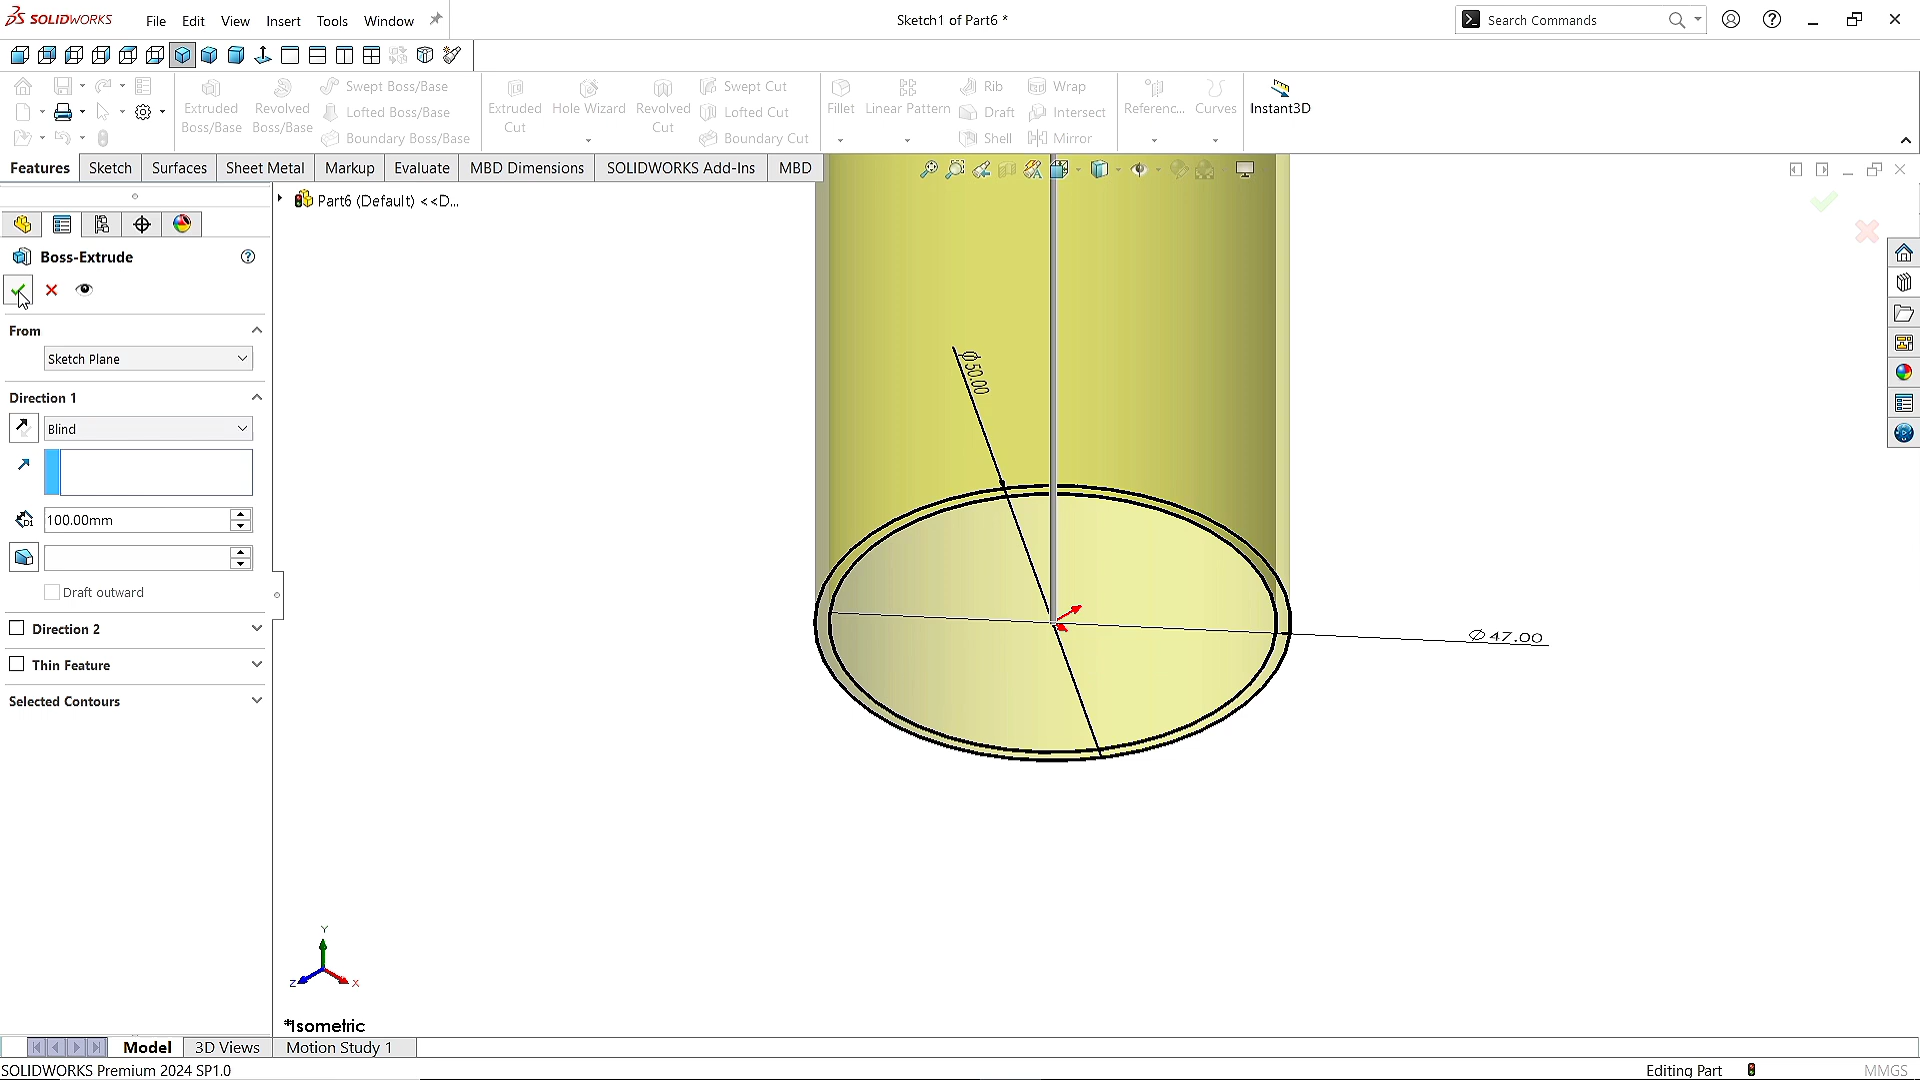 SOLIDWORKS
File Edit View Insert Tools Window
Sketch1 of Part6 *
Search Commands
Extruded Boss/Base
Revolved Boss/Base
Swept Boss/Base
Lofted Boss/Base
Boundary Boss/Base
Extruded Cut
Hole Wizard
Revolved Cut
Swept Cut
Lofted Cut
Boundary Cut
Fillet
Linear Pattern
Rib
Draft
Shell
Wrap
Intersect
Mirror
Referenc...
Curves
Instant3D
Features Sketch Surfaces Sheet Metal Markup Evaluate MBD Dimensions SOLIDWORKS Add-Ins MBD
Part6 (Default) <<D...
Boss-Extrude
From
Sketch Plane
Direction 1
Blind
100.00mm
Draft outward
Direction 2
Thin Feature
Selected Contours
⌀50.00
⌀47.00
Y
Z
X
*Isometric
Model 3D Views Motion Study 1
SOLIDWORKS Premium 2024 SP1.0
Editing Part
MMGS